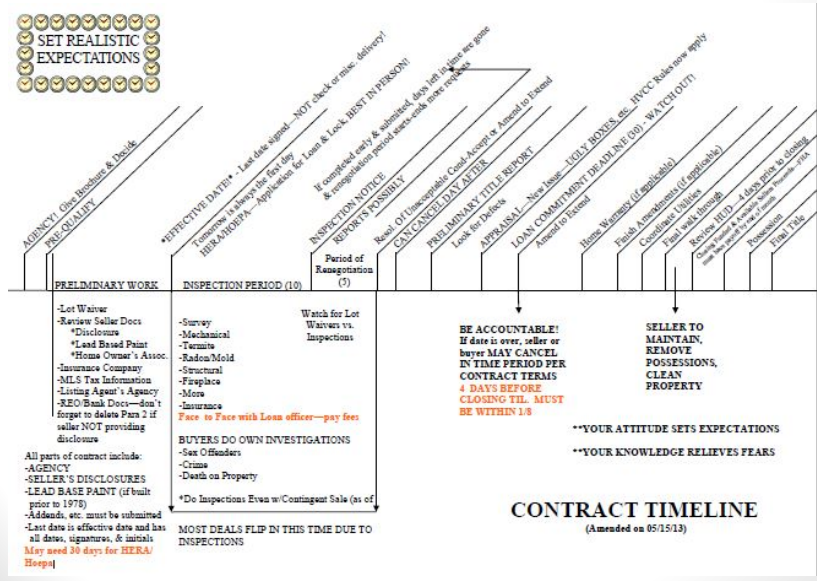 SET REALISTIC
EXPECTATIONS
AGENCY! Give Brochure & Decide
PRE-QUALIFY
*EFFECTIVE DATE!* - Last date signed—NOT check or misc. delivery!
Tomorrow is always the first day
HERA/HOEPA—Application for Loan & Lock, BEST IN PERSON!
If completed early & submitted, days left in time are gone
& renegotiation period starts-ends more requests
INSPECTION NOTICE
REPORTS POSSIBLY
Resol. Of Unacceptable Cond-Accept or Amend to Extend
CAN CANCEL DAY AFTER
PRELIMINARY TITLE REPORT
Look for Defects
APPRAISAL—New Issue—UGLY BOXES, etc. HVCC Rules now apply
LOAN COMMITMENT DEADLINE (30) - WATCH OUT!
Amend to Extend
Home Warranty (if applicable)
Finish Amendments (if applicable)
Coordinate Utilities
Final walk through
Review HUD—4 days prior to closing
Possession
Final Title
PRELIMINARY WORK
INSPECTION PERIOD (10)
Period of
Renegotiation
(5)
-Lot Waiver
-Review Seller Docs
*Disclosure
*Lead Based Paint
*Home Owner's Assoc.
-Insurance Company
-MLS Tax Information
-Listing Agent's Agency
-REO/Bank Docs—don't
forget to delete Para 2 if
seller NOT providing
disclosure
All parts of contract include:
-AGENCY
-SELLER'S DISCLOSURES
-LEAD BASE PAINT (if built
prior to 1978)
-Addends, etc. must be submitted
-Last date is effective date and has
all dates, signatures, & initials
May need 30 days for HERA/
Hoepa
-Survey
-Mechanical
-Termite
-Radon/Mold
-Structural
-Fireplace
-More
-Insurance
Face to Face with Loan officer—pay fees
BUYERS DO OWN INVESTIGATIONS
-Sex Offenders
-Crime
-Death on Property
*Do Inspections Even w/Contingent Sale (as of
MOST DEALS FLIP IN THIS TIME DUE TO
INSPECTIONS
Watch for Lot
Waivers vs.
Inspections
BE ACCOUNTABLE!
If date is over, seller or
buyer MAY CANCEL
IN TIME PERIOD PER
CONTRACT TERMS
4 DAYS BEFORE
CLOSING TIL. MUST
BE WITHIN 1/8
SELLER TO
MAINTAIN,
REMOVE
POSSESSIONS,
CLEAN
PROPERTY
**YOUR ATTITUDE SETS EXPECTATIONS
**YOUR KNOWLEDGE RELIEVES FEARS
CONTRACT TIMELINE
(Amended on 05/15/13)